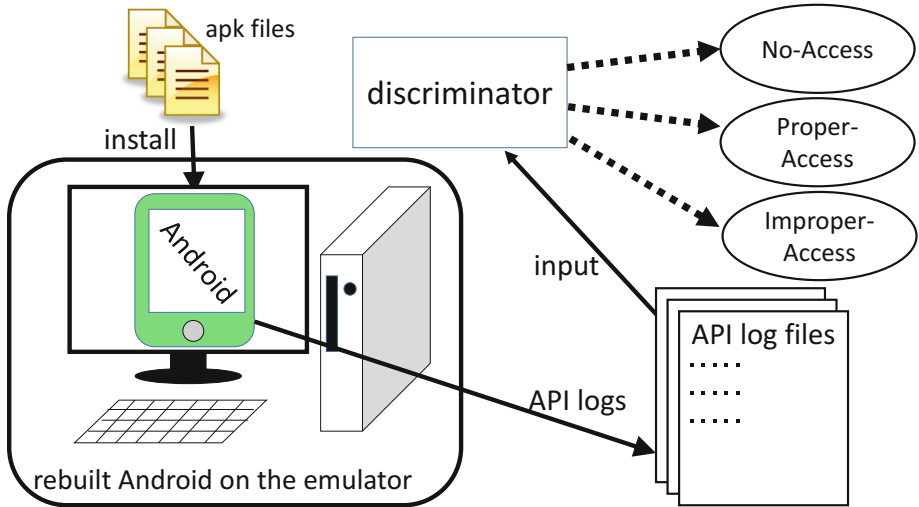 apk files
install
Android
rebuilt Android on the emulator
API logs
API log files
input
discriminator
No-Access
Proper-
Access
Improper-
Access